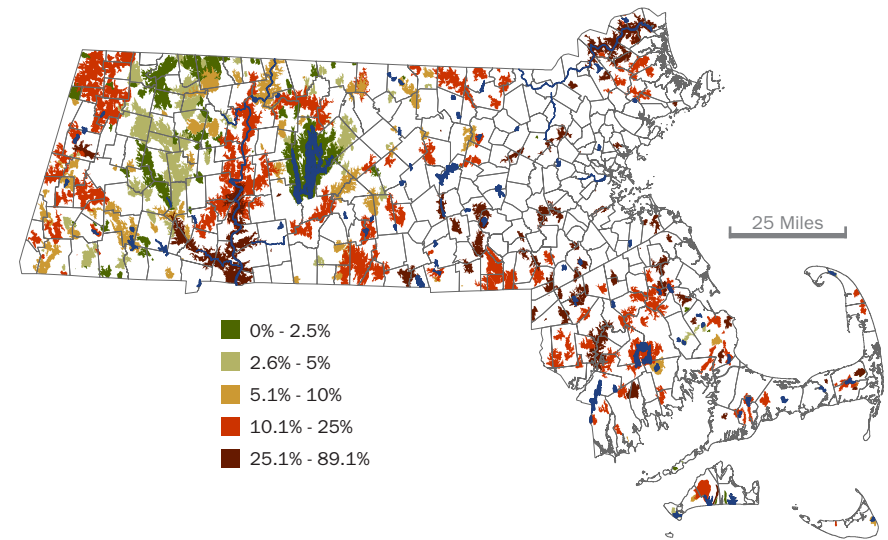 25 Miles
0% - 2.5%
2.6% - 5%
5.1% - 10%
10.1% - 25%
25.1% - 89.1%